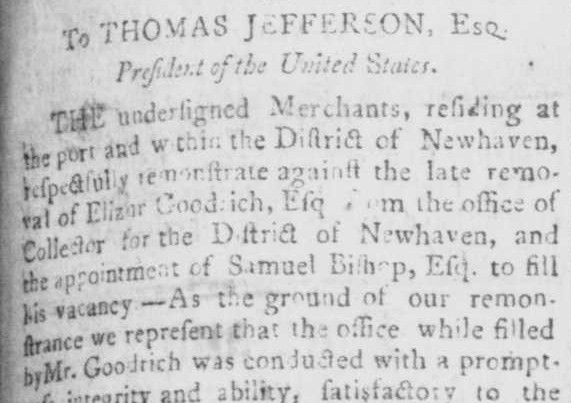 To THOMAS JEFFERSON, Esq.
Preſident of the United States.
THE underſigned Merchants, reſiding at
the port and within the Diſtrict of Newhaven,
reſpectfully remonſtrate againſt the late remo-
val of Elizur Goodrich, Eſq from the office of
Collector for the Diſtrict of Newhaven, and
the appointment of Samuel Biſhop, Eſq. to fill
his vacancy—As the ground of our remon-
ſtrance we repreſent that the office while filled
by Mr. Goodrich was conducted with a prompt-
integrity and ability, ſatisfactory to the